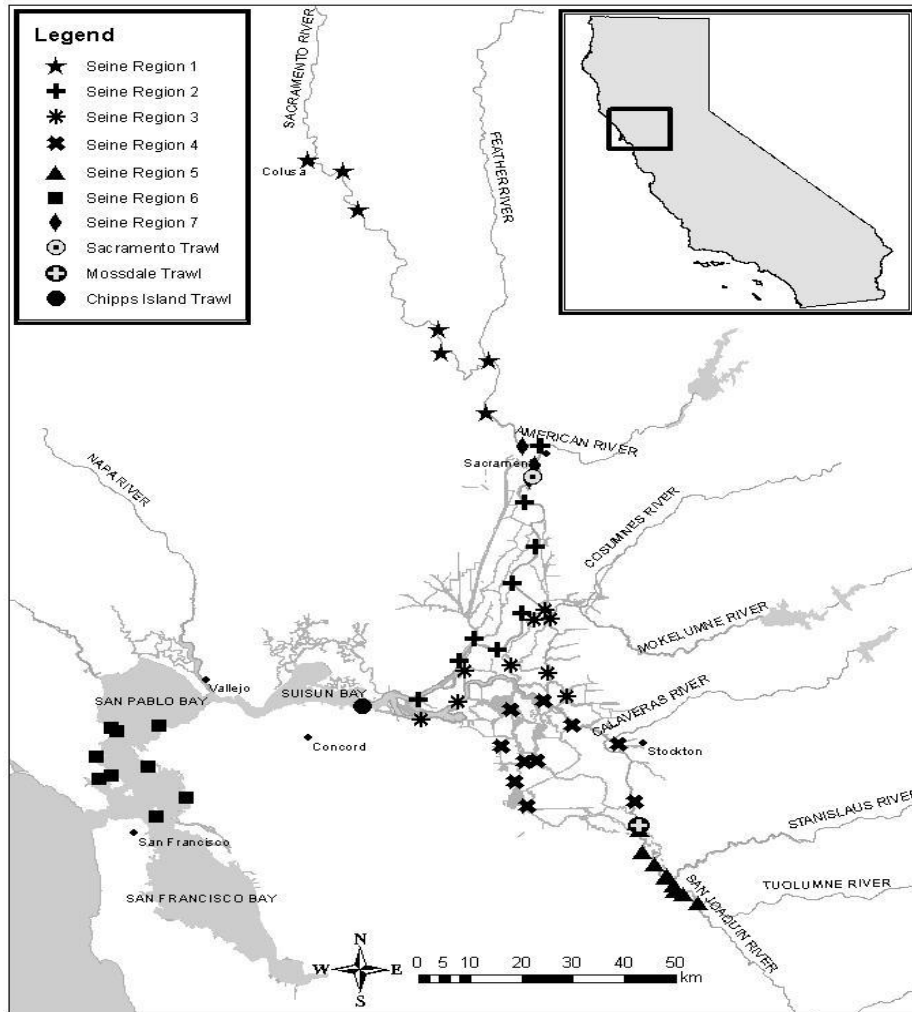 Legend
Seine Region 1
Seine Region 2
Seine Region 3
Seine Region 4
Seine Region 5
Seine Region 6
Seine Region 7
Sacramento Trawl
Mossdale Trawl
Chipps Island Trawl
SACRAMENTO RIVER
FEATHER RIVER
Colusa
AMERICAN RIVER
Sacramen
NAPA RIVER
COSUMNES RIVER
MOKELUMNE RIVER
Vallejo
SAN PABLO BAY
SUISUN BAY
CALAVERAS RIVER
Concord
Stockton
San Francisco
STANISLAUS RIVER
SAN JOAQUIN RIVER
TUOLUMNE RIVER
SAN FRANCISCO BAY
N
W E
S
0 5 10 20 30 40 50
km